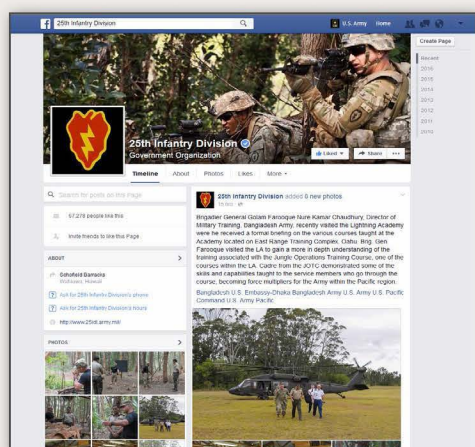 25th Infantry Division
U.S. Army Home
Create Page
Recent
2016
2015
2014
2013
2012
2011
2010
25th Infantry Division
Government Organization
Liked
Share
Timeline About Photos Likes More
Search for posts on this Page
57,278 people like this
Invite friends to like this Page
ABOUT
Schofield Barracks
Wahiawa, Hawaii
Ask for 25th Infantry Division's phone
Ask for 25th Infantry Division's hours
http://www.25idl.army.mil/
PHOTOS
25th Infantry Division added 8 new photos
Brigadier General Golam Farooque Nure Kamar Chaudhury, Director of
Military Training, Bangladesh Army, recently visited the Lightning Academy
were he received a formal briefing on the various courses taught at the
Academy located on East Range Training Complex, Oahu. Brig. Gen
Farooque visited the LA to gain a more in depth understanding of the
training associated with the Jungle Operations Training Course, one of the
courses within the LA. Cadre from the JOTC demonstrated some of the
skills and capabilities taught to the service members who go through the
course, becoming force multipliers for the Army within the Pacific region.
Bangladesh U.S. Embassy-Dhaka Bangladesh Army U.S. Army U.S. Pacific
Command U.S. Army Pacific